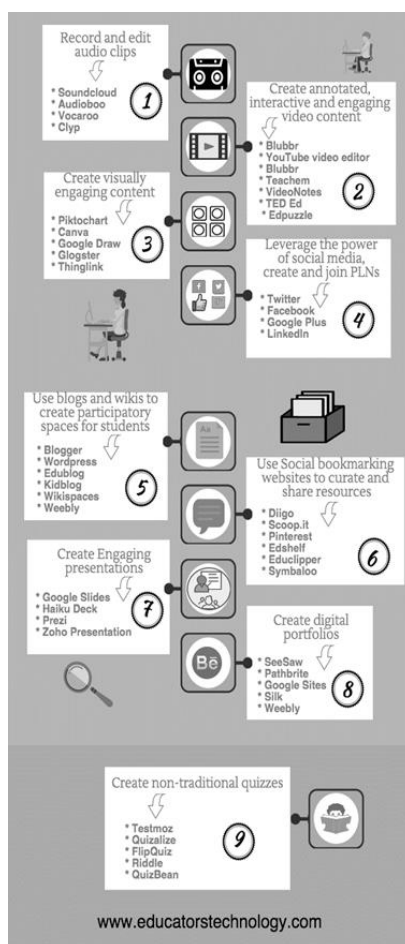 Record and edit
audio clips
* Soundcloud
* Audioboo
* Vocaroo
* Clyp
1
Create annotated,
interactive and engaging
video content
* Blubbr
* YouTube video editor
* Blubbr
* Teachem
* VideoNotes
* TED Ed
* Edpuzzle
2
Create visually
engaging content
* Piktochart
* Canva
* Google Draw
* Glogster
* Thinglink
3
Leverage the power
of social media,
create and join PLNs
* Twitter
* Facebook
* Google Plus
* LinkedIn
4
Use blogs and wikis to
create participatory
spaces for students
* Blogger
* Wordpress
* Edublog
* Kidblog
* Wikispaces
* Weebly
5
Aa
Use Social bookmarking
websites to curate and
share resources
* Diigo
* Scoop.it
* Pinterest
* Edshelf
* Educlipper
* Symbaloo
6
Create Engaging
presentations
* Google Slides
* Haiku Deck
* Prezi
* Zoho Presentation
7
Bē
Create digital
portfolios
* SeeSaw
* Pathbrite
* Google Sites
* Silk
* Weebly
8
Create non-traditional quizzes
* Testmoz
* Quizalize
* FlipQuiz
* Riddle
* QuizBean
9
www.educatorstechnology.com